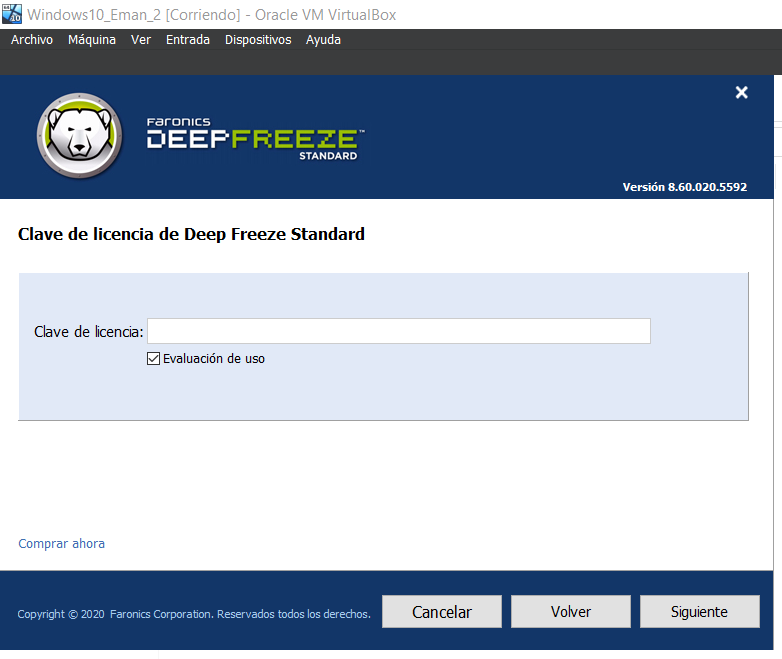 Windows10_Eman_2 [Corriendo] - Oracle VM VirtualBox
Archivo Máquina Ver Entrada Dispositivos Ayuda
FARONICS
DEEPFREEZE™
STANDARD
Versión 8.60.020.5592
Clave de licencia de Deep Freeze Standard
Clave de licencia:
Evaluación de uso
Comprar ahora
Copyright © 2020 Faronics Corporation. Reservados todos los derechos. Cancelar Volver Siguiente